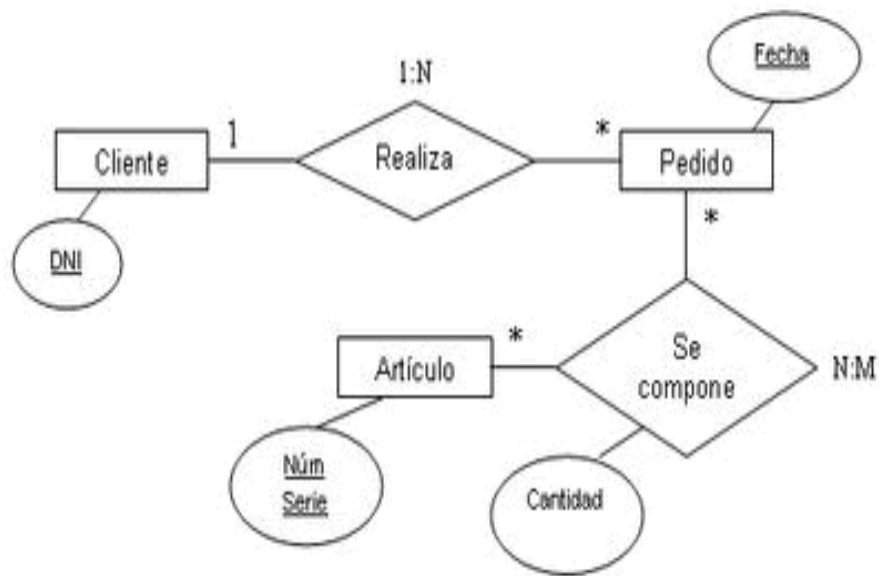 Fecha
1:N
Cliente
1
Realiza
*
Pedido
*
DNI
Artículo
*
Se
compone
N:M
Núm
Serie
Cantidad